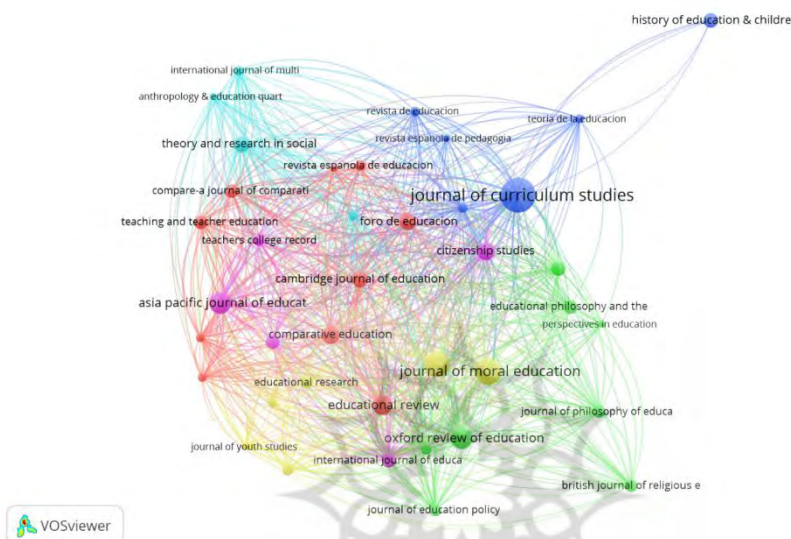 history of education & childre
international journal of multi
anthropology & education quart
revista de educacion
teoria de la educacion
theory and research in social
revista espanola de pedagogia
revista espanola de educacion
compare-a journal of comparati
journal of curriculum studies
teaching and teacher education
foro de educación
teachers college record
citizenship studies
cambridge journal of education
asia pacific journal of educat
educational philosophy and the
perspectives in education
comparative education
journal of moral education
educational research
educational review
journal of philosophy of educa
oxford review of education
journal of youth studies
international journal of educa
british journal of religious e
journal of education policy
VOSviewer